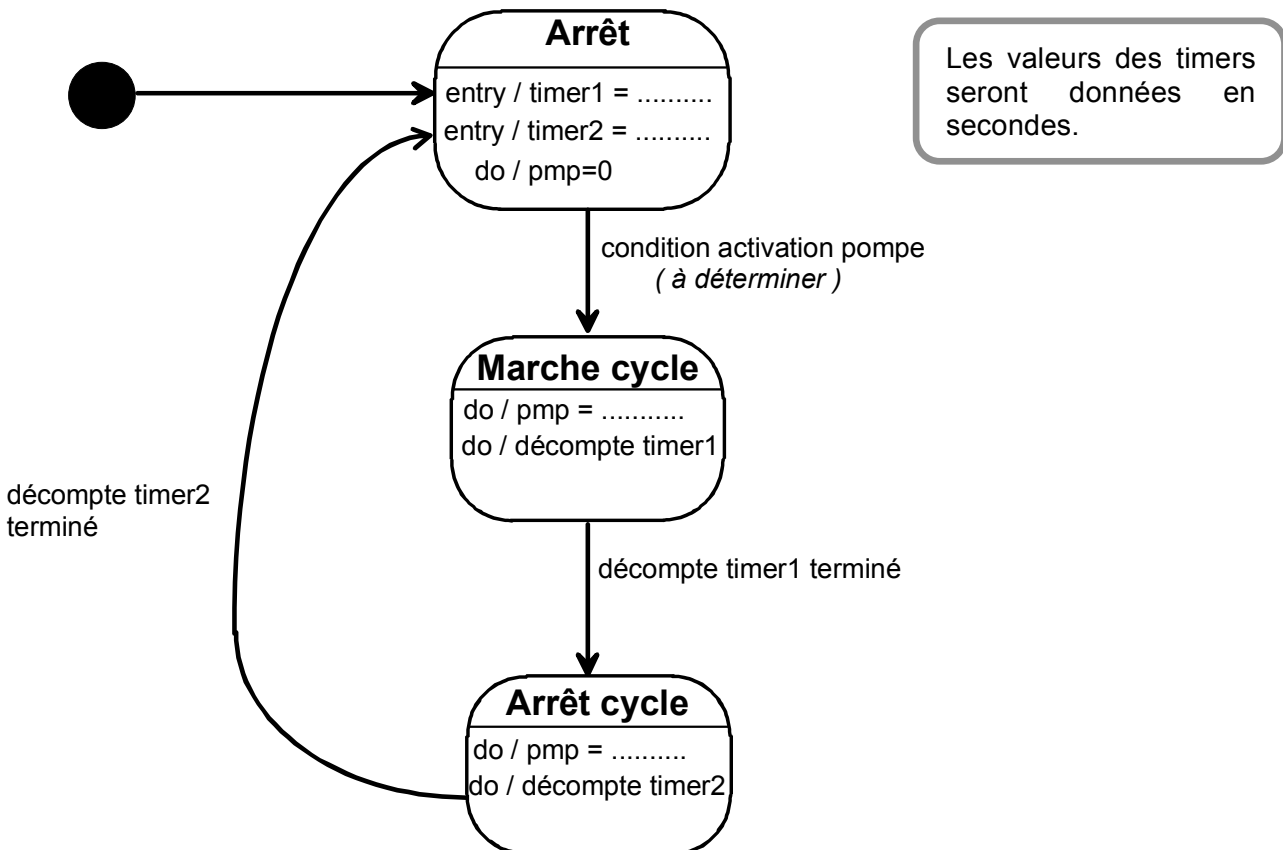 Arrêt
entry / timer1 = ..........
entry / timer2 = ..........
do / pmp=0
Les valeurs des timers
seront données en
secondes.
condition activation pompe
( à déterminer )
Marche cycle
do / pmp = ...........
do / décompte timer1
décompte timer2
terminé
décompte timer1 terminé
Arrêt cycle
do / pmp = ..........
do / décompte timer2